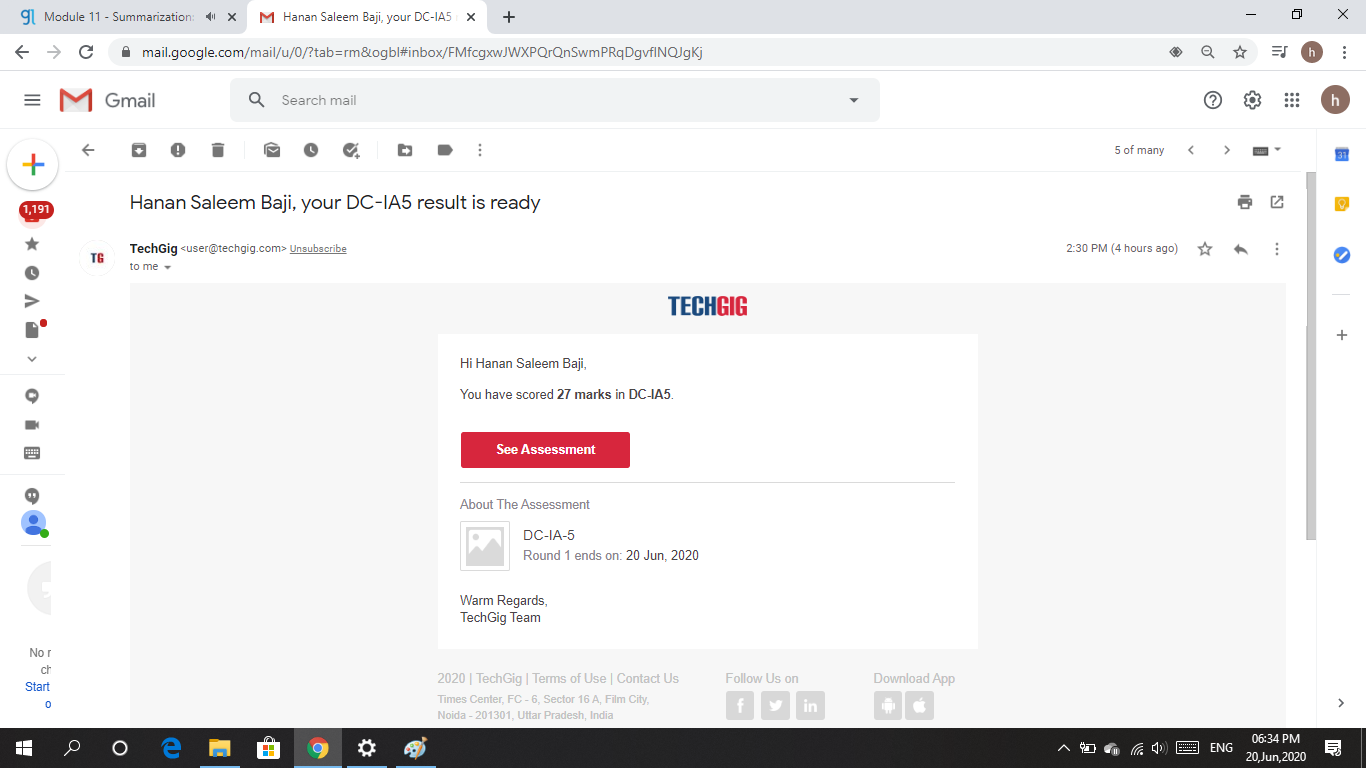 Module 11 - Summarization:
Hanan Saleem Baji, your DC-IA5
mail.google.com/mail/u/0/?tab=rm&ogbl#inbox/FMfcgxwJWXPQrQnSwmPRqDgvflNQJgKj
h
Gmail
Search mail
h
5 of many
31
1,191
Hanan Saleem Baji, your DC-IA5 result is ready
TG
TechGig <user@techgig.com> Unsubscribe
2:30 PM (4 hours ago)
to me
TECHGIG
Hi Hanan Saleem Baji,
You have scored 27 marks in DC-IA5.
See Assessment
About The Assessment
DC-IA-5
Round 1 ends on: 20 Jun, 2020
Warm Regards,
TechGig Team
No r
ch
Start
o
2020 | TechGig | Terms of Use | Contact Us
Times Center, FC - 6, Sector 16 A, Film City,
Noida - 201301, Uttar Pradesh, India
Follow Us on
Download App
ENG
06:34 PM
20,Jun,2020